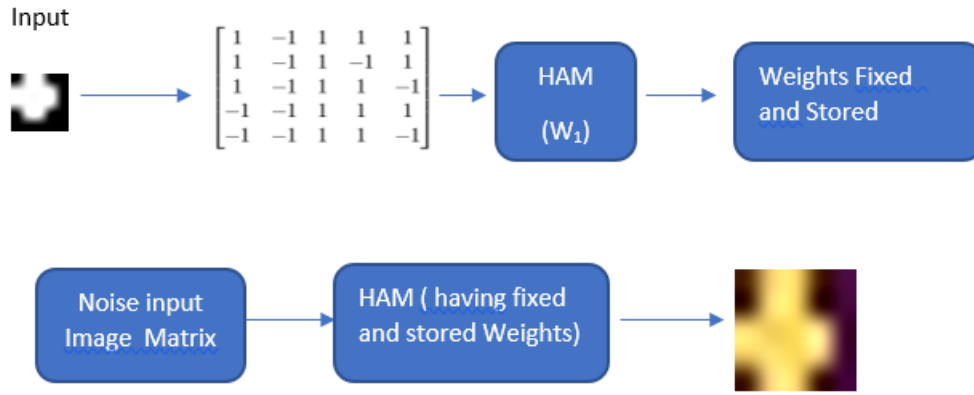 Input
1 −1 1 1 1
1 −1 1 −1 1
1 −1 1 1 −1
−1 −1 1 1 1
−1 −1 1 1 −1
HAM
(W₁)
Weights Fixed
and Stored
Noise input
Image Matrix
HAM ( having fixed
and stored Weights)